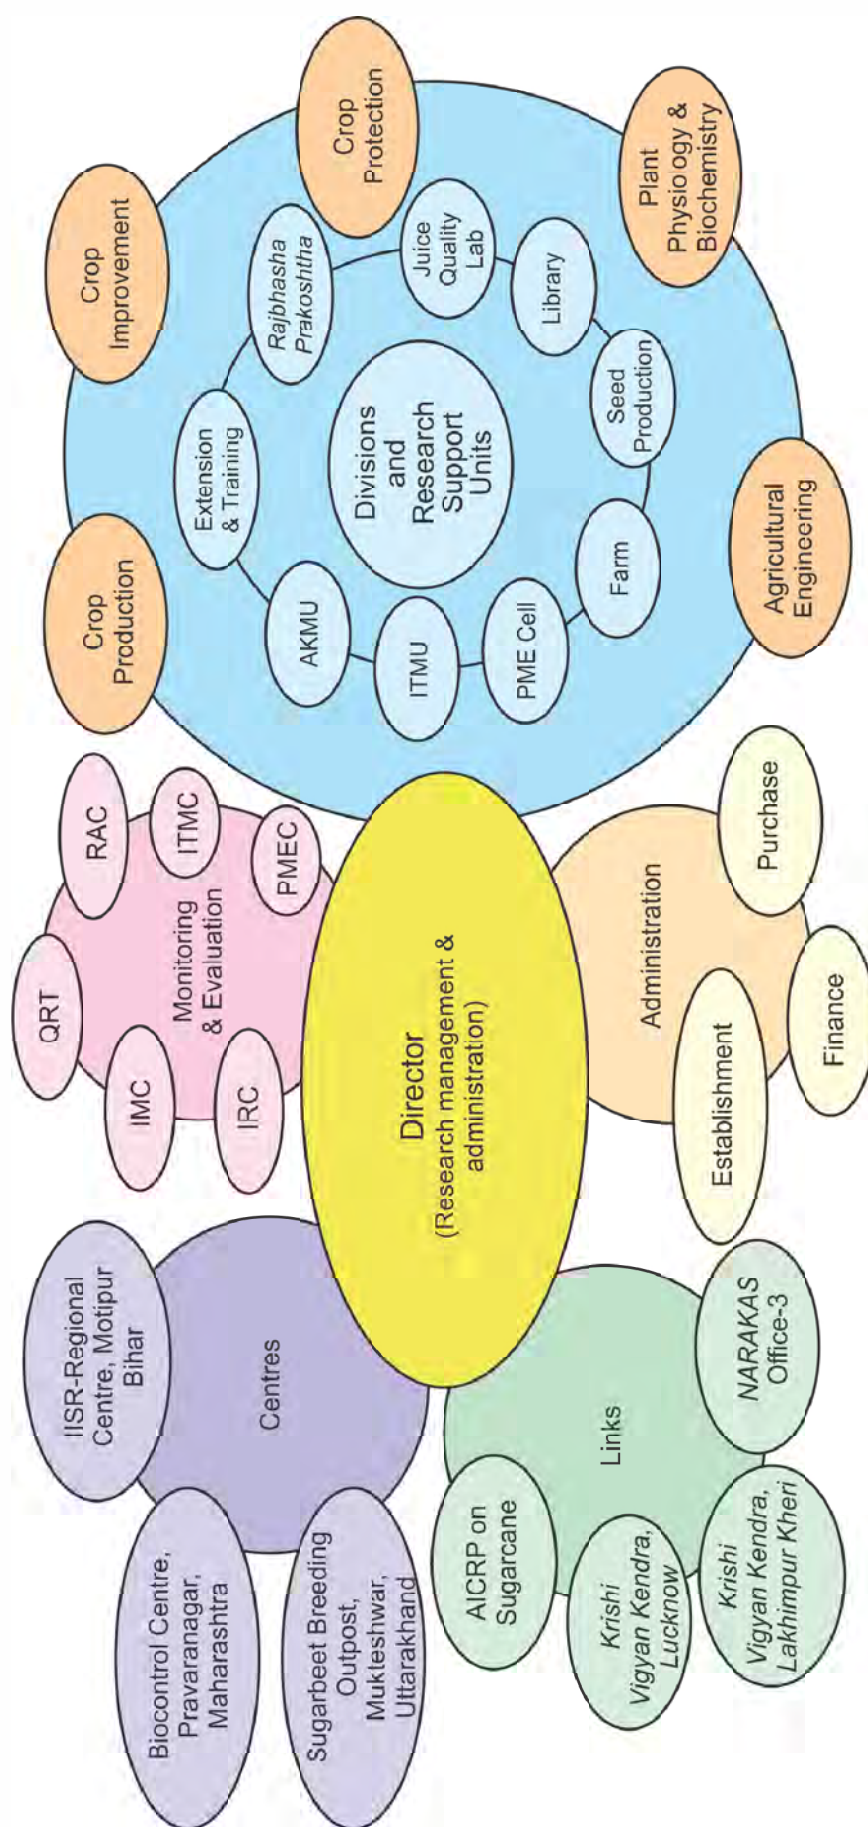 IISR-Regional
Centre, Motipur
Bihar
Biocontrol Centre,
Pravaranagar,
Maharashtra
Sugarbeet Breeding
Outpost,
Mukteshwar,
Uttarakhand
Centres
QRT
RAC
IMC
ITMC
IRC
PMEC
Monitoring
& Evaluation
Director
(Research management &
administration)
AICRP on
Sugarcane
Krishi
Vigyan Kendra,
Lucknow
Krishi
Vigyan Kendra,
Lakhimpur Kheri
NARAKAS
Office-3
Links
Administration
Establishment
Finance
Purchase
Crop
Production
Crop
Improvement
Crop
Protection
Plant
Physiology &
Biochemistry
Agricultural
Engineering
Extension
& Training
Rajbhasha
Prakoshtha
Juice
Quality
Lab
Library
Seed
Production
Farm
PME Cell
ITMU
AKMU
Divisions
and
Research
Support
Units